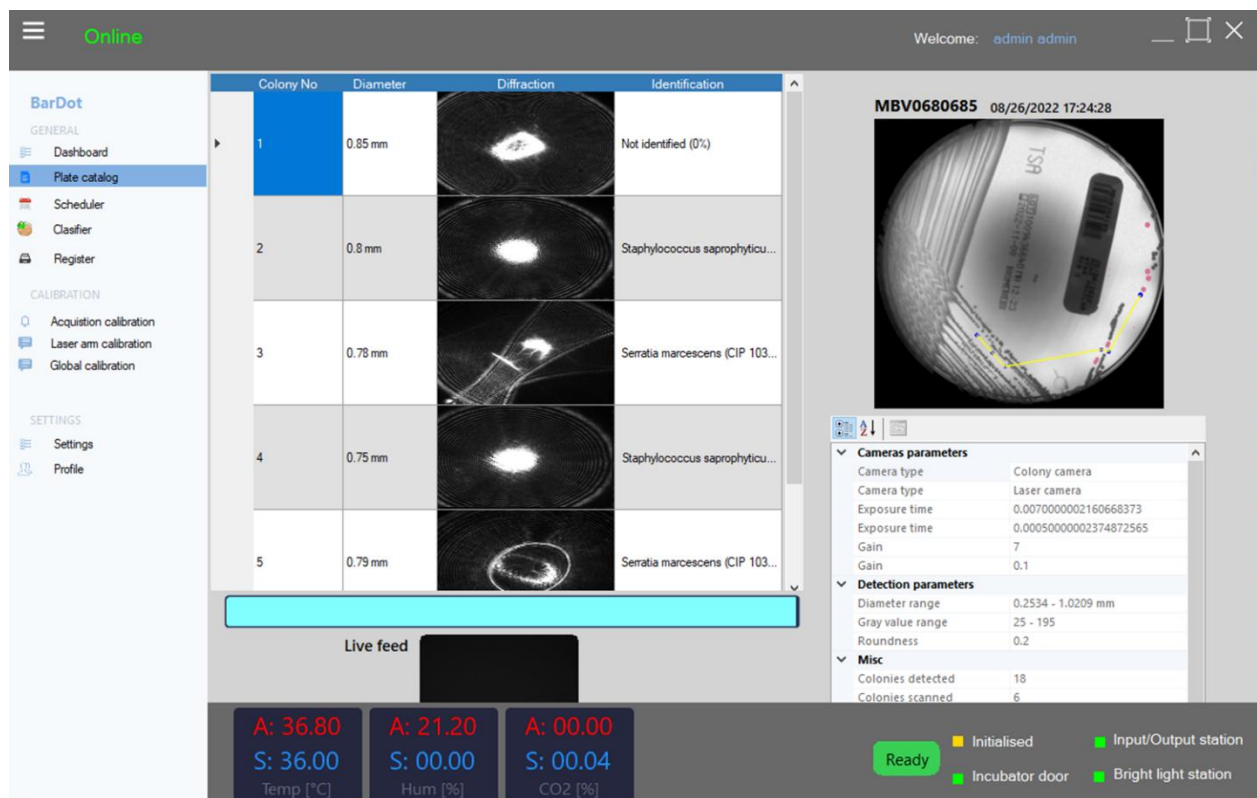 Online
Welcome: admin admin
BarDot
GENERAL
Dashboard
Plate catalog
Scheduler
Clasifier
Register
CALIBRATION
Acquistion calibration
Laser arm calibration
Global calibration
SETTINGS
Settings
Profile
Colony No Diameter Diffraction Identification
1 0.85 mm Not identified (0%)
2 0.8 mm Staphylococcus saprophyticu...
3 0.78 mm Serratia marcescens (CIP 103...
4 0.75 mm Staphylococcus saprophyticu...
5 0.79 mm Serratia marcescens (CIP 103...
Live feed
MBV0680685 08/26/2022 17:24:28
TSA
Cameras parameters
Camera type Colony camera
Camera type Laser camera
Exposure time 0.0070000002160668373
Exposure time 0.00050000002374872565
Gain 7
Gain 0.1
Detection parameters
Diameter range 0.2534 - 1.0209 mm
Gray value range 25 - 195
Roundness 0.2
Misc
Colonies detected 18
Colonies scanned 6
A: 36.80
S: 36.00
Temp [°C]
A: 21.20
S: 00.00
Hum [%]
A: 00.00
S: 00.04
CO2 [%]
Ready
Initialised
Input/Output station
Incubator door
Bright light station